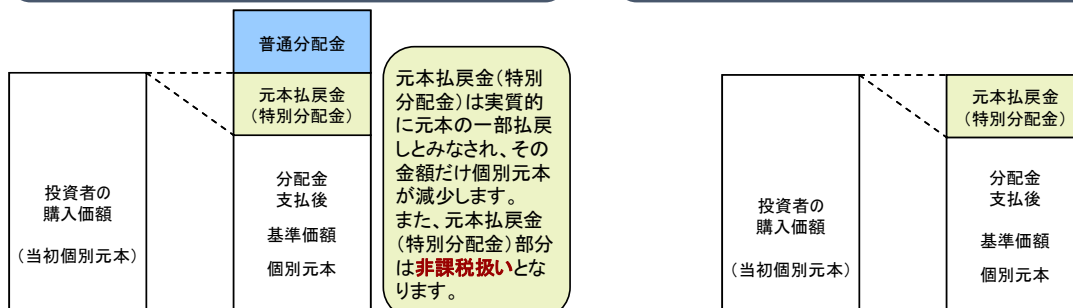 普通分配金
元本払戻金
(特別分配金)
投資者の
購入価額
(当初個別元本)
分配金
支払後
基準価額
個別元本
元本払戻金(特別
分配金)は実質的
に元本の一部払戻
しとみなされ、その
金額だけ個別元本
が減少します。
また、元本払戻金
(特別分配金)部分
は非課税扱いとな
ります。
元本払戻金
(特別分配金)
投資者の
購入価額
(当初個別元本)
分配金
支払後
基準価額
個別元本